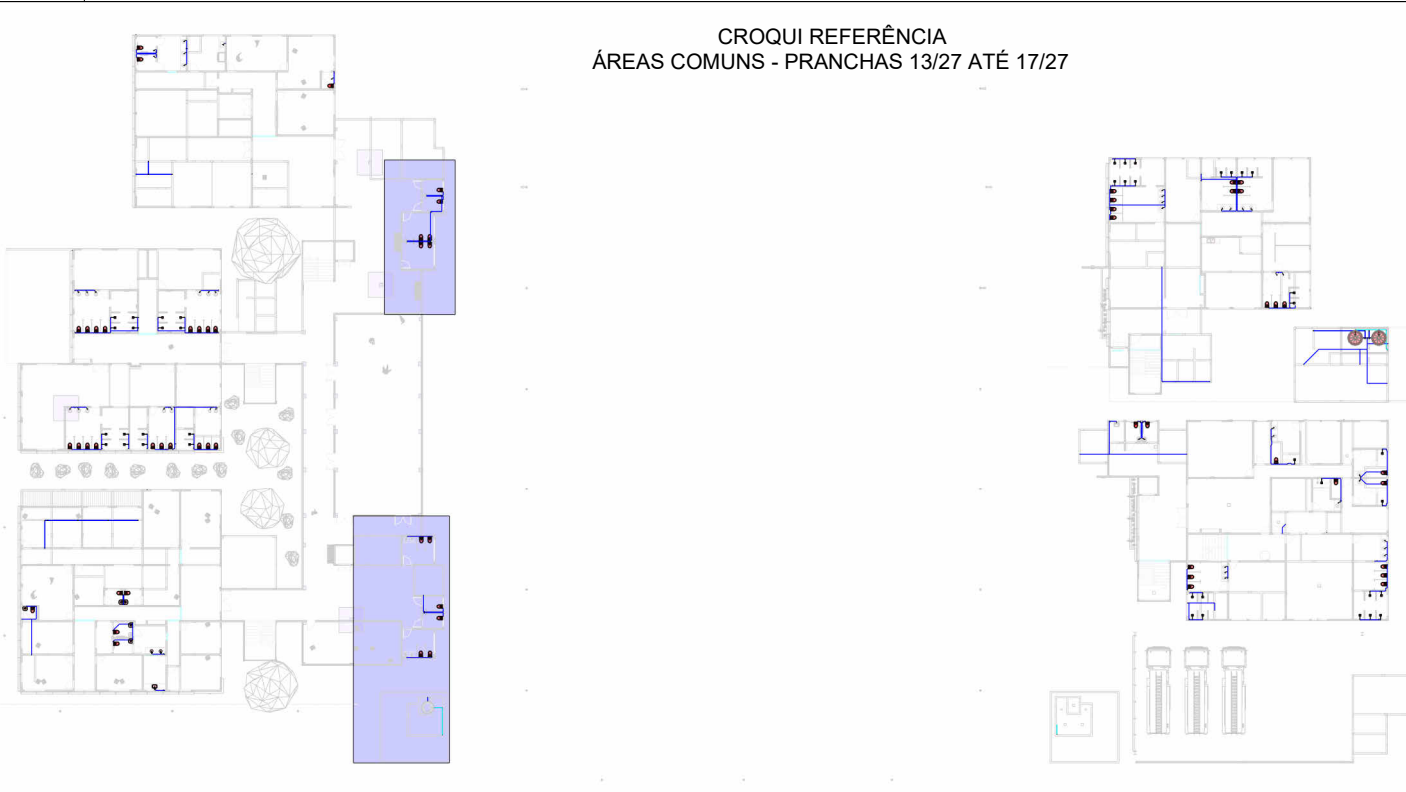 CROQUI REFERÊNCIA
ÁREAS COMUNS - PRANCHAS 13/27 ATÉ 17/27